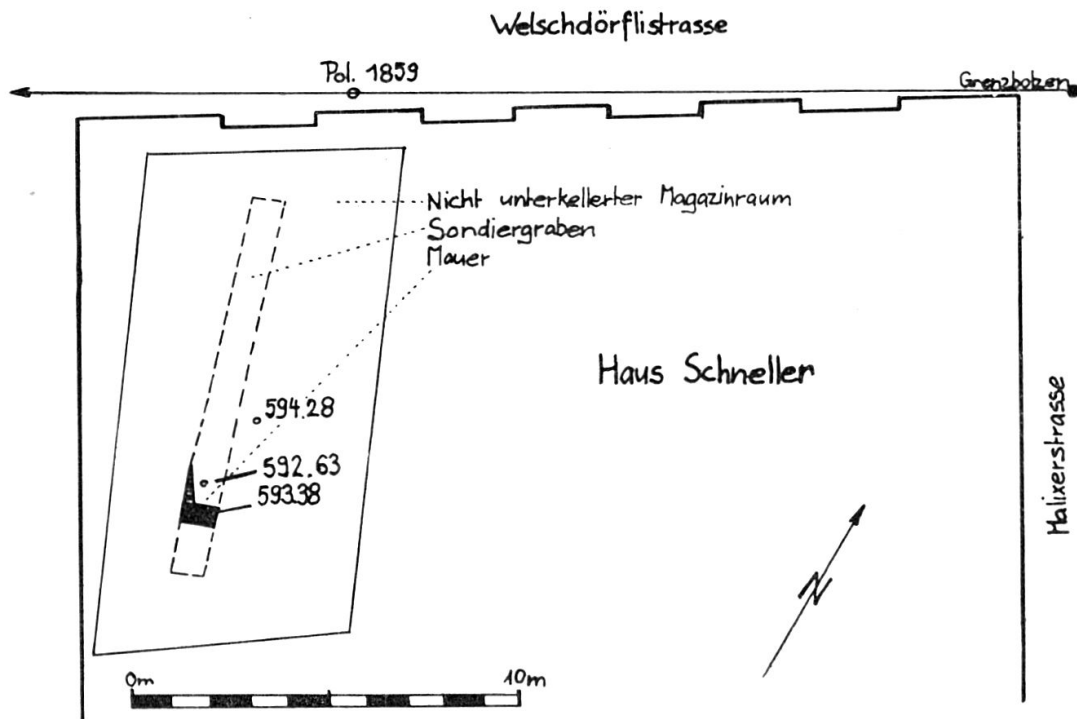 Welschdörflistrasse
Pol. 1859
Grenzbolzen
Nicht unterkellerter Magazinraum
Sondiergraben
Mauer
Haus Schneller
594.28
592.63
593.38
Malixerstrasse
N
0m
10m